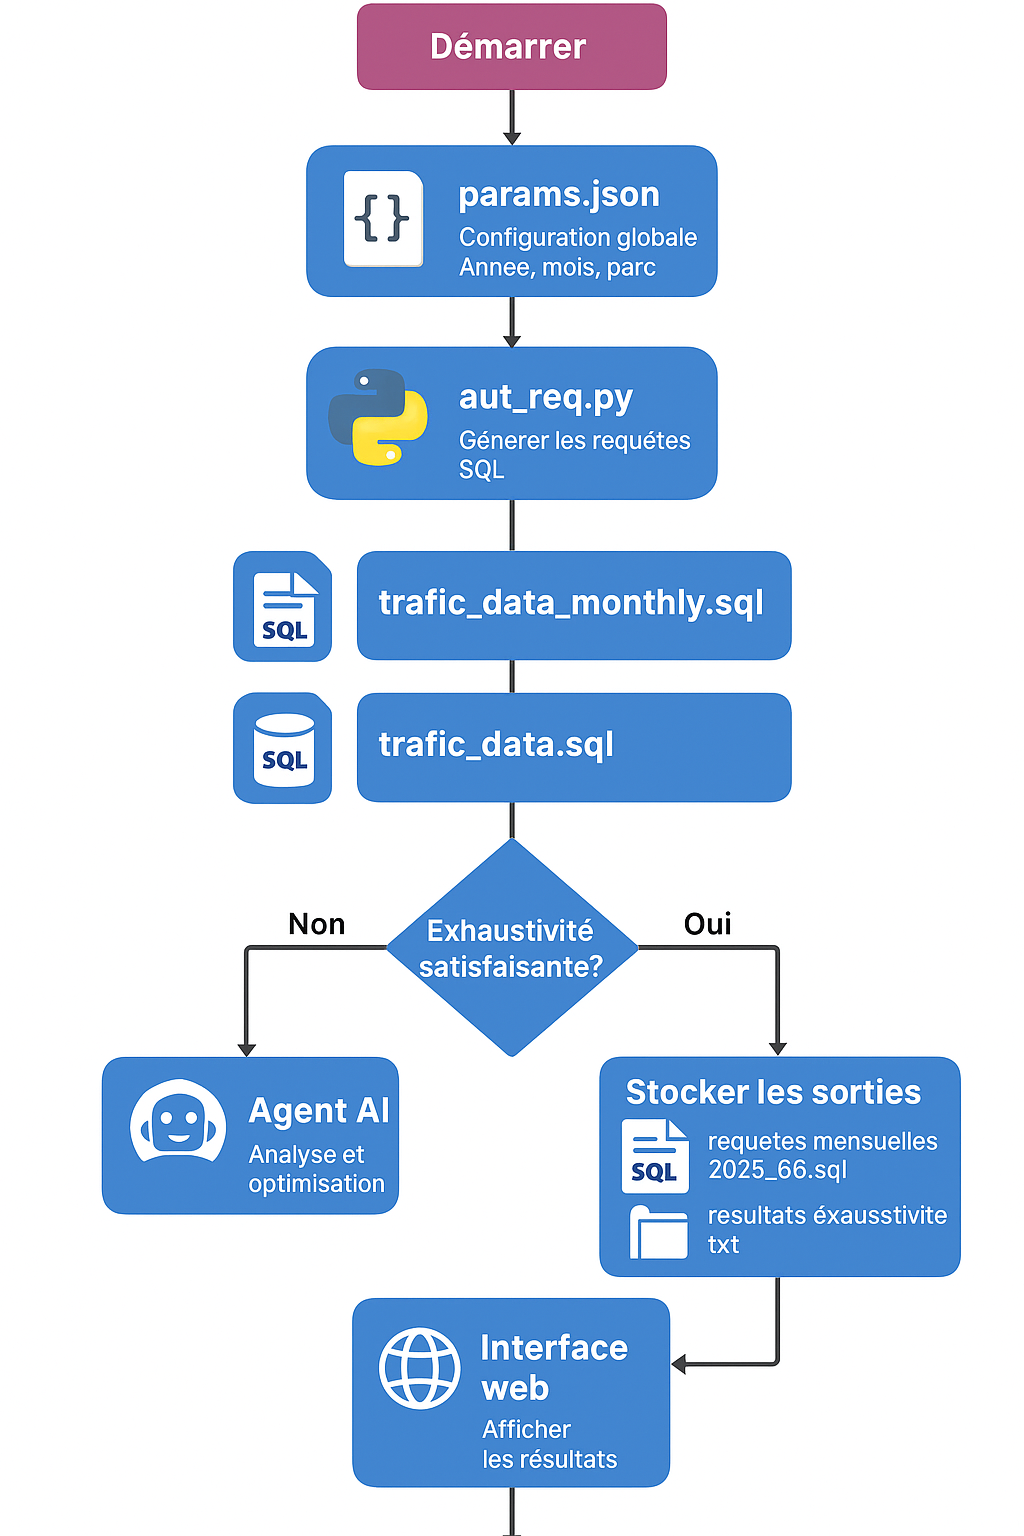 Démarrer
{}
params.json
Configuration globale
Annee, mois, parc
aut_req.py
Génerer les requétes
SQL
SQL
trafic_data_monthly.sql
SQL
trafic_data.sql
Non
Exhaustivité
satisfaisante?
Oui
Agent AI
Analyse et
optimisation
Stocker les sorties
SQL
requetes mensuelles
2025_66.sql
resultats éxausstivite
txt
Interface
web
Afficher
les résultats